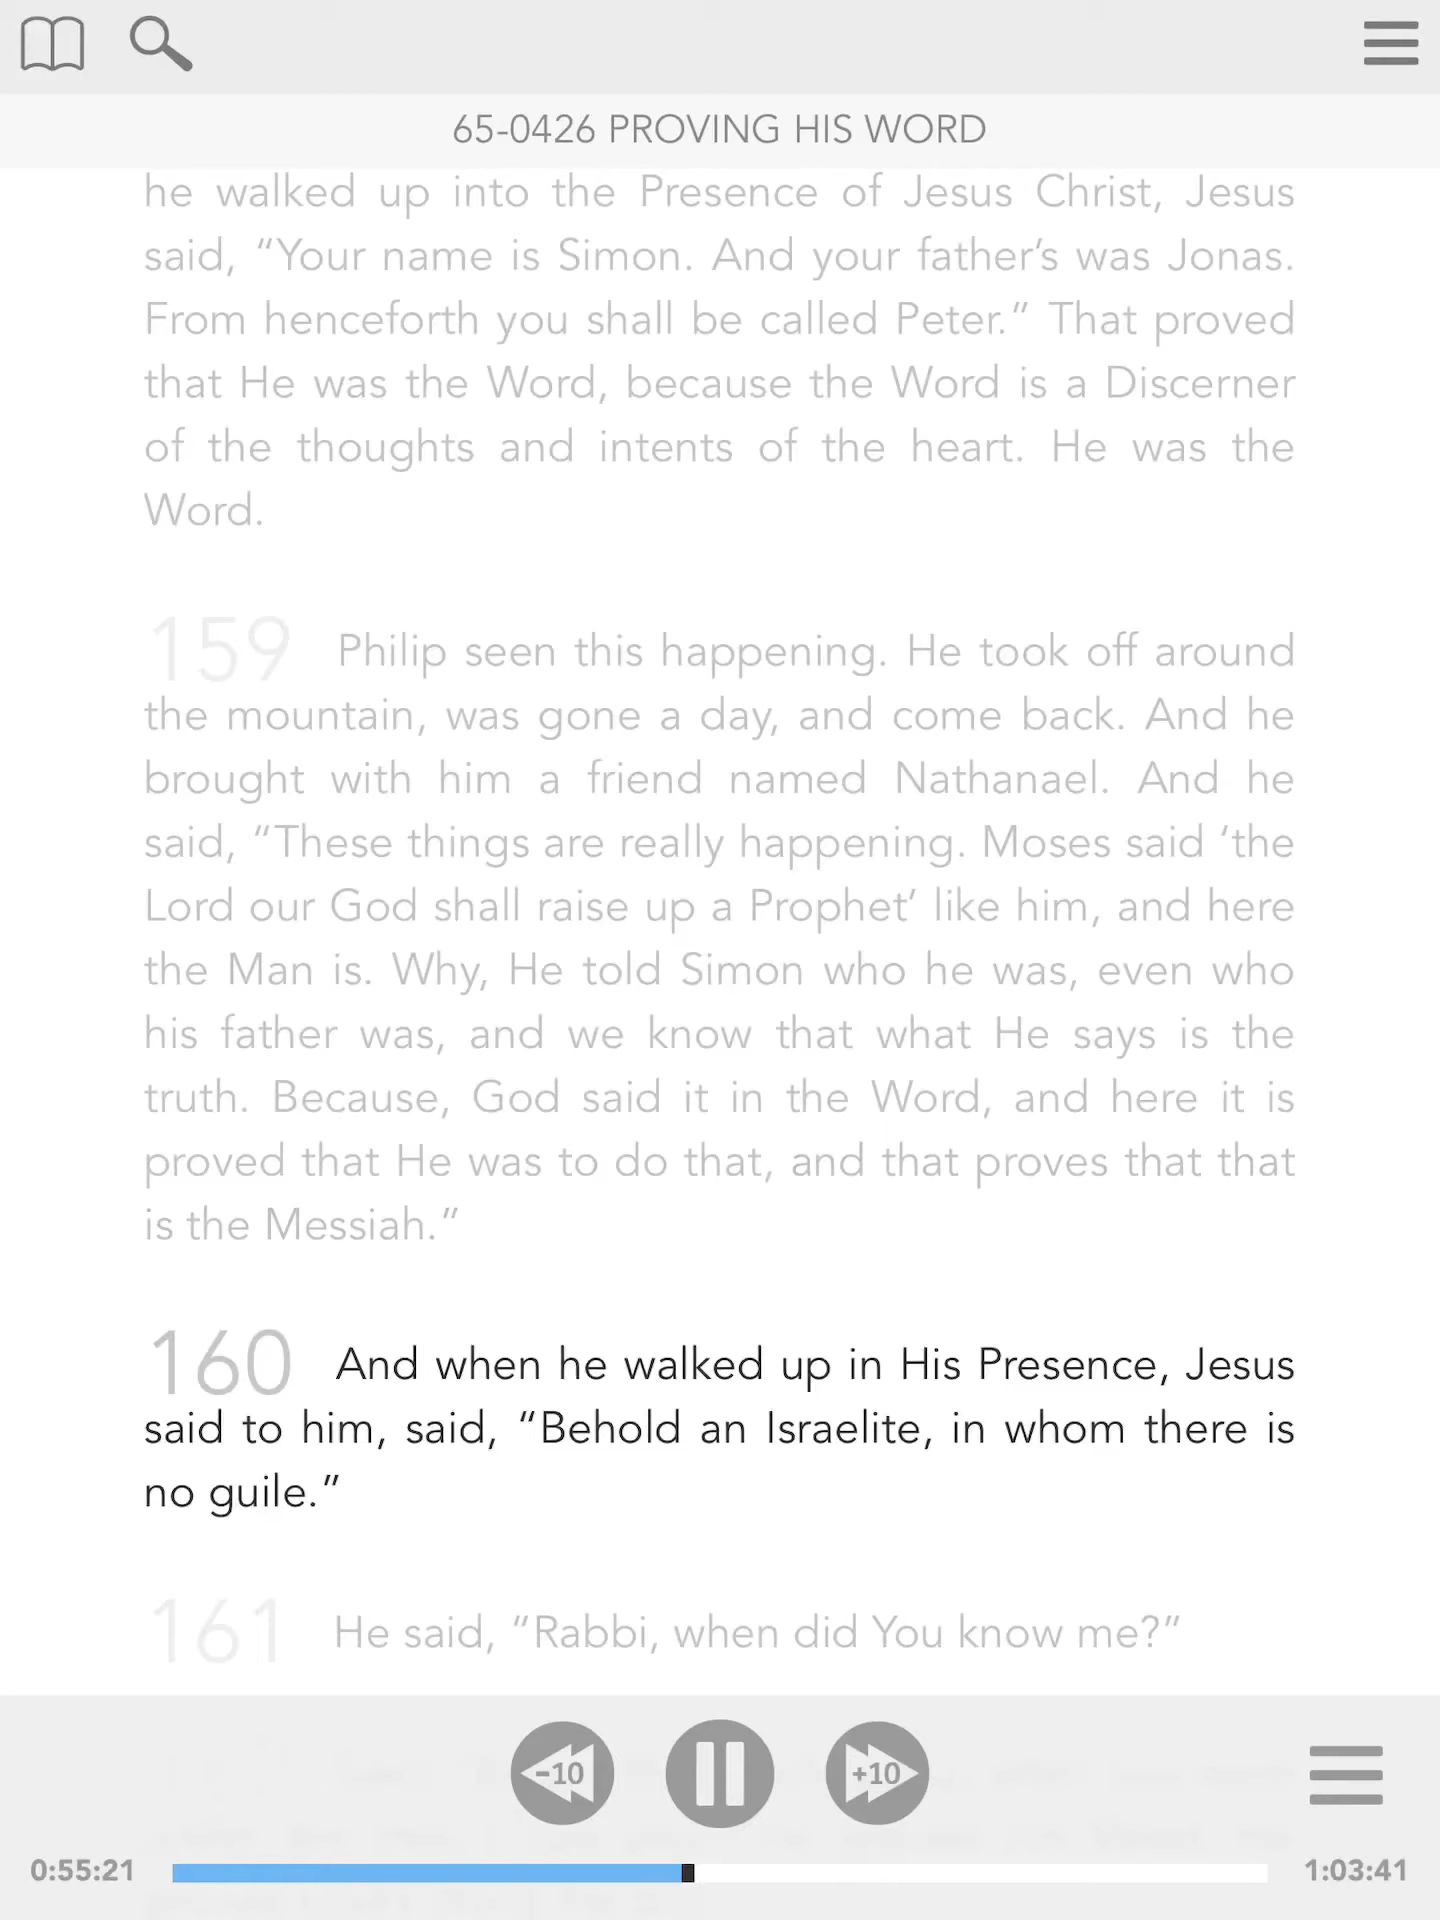 65-0426 PROVING HIS WORD
he walked up into the Presence of Jesus Christ, Jesus
said, “Your name is Simon. And your father’s was Jonas.
From henceforth you shall be called Peter.” That proved
that He was the Word, because the Word is a Discerner
of the thoughts and intents of the heart. He was the
Word.
159 Philip seen this happening. He took off around
the mountain, was gone a day, and come back. And he
brought with him a friend named Nathanael. And he
said, “These things are really happening. Moses said ‘the
Lord our God shall raise up a Prophet’ like him, and here
the Man is. Why, He told Simon who he was, even who
his father was, and we know that what He says is the
truth. Because, God said it in the Word, and here it is
proved that He was to do that, and that proves that that
is the Messiah.”
160 And when he walked up in His Presence, Jesus
said to him, said, “Behold an Israelite, in whom there is
no guile.”
161 He said, “Rabbi, when did You know me?”
-10 +10
0:55:21 1:03:41